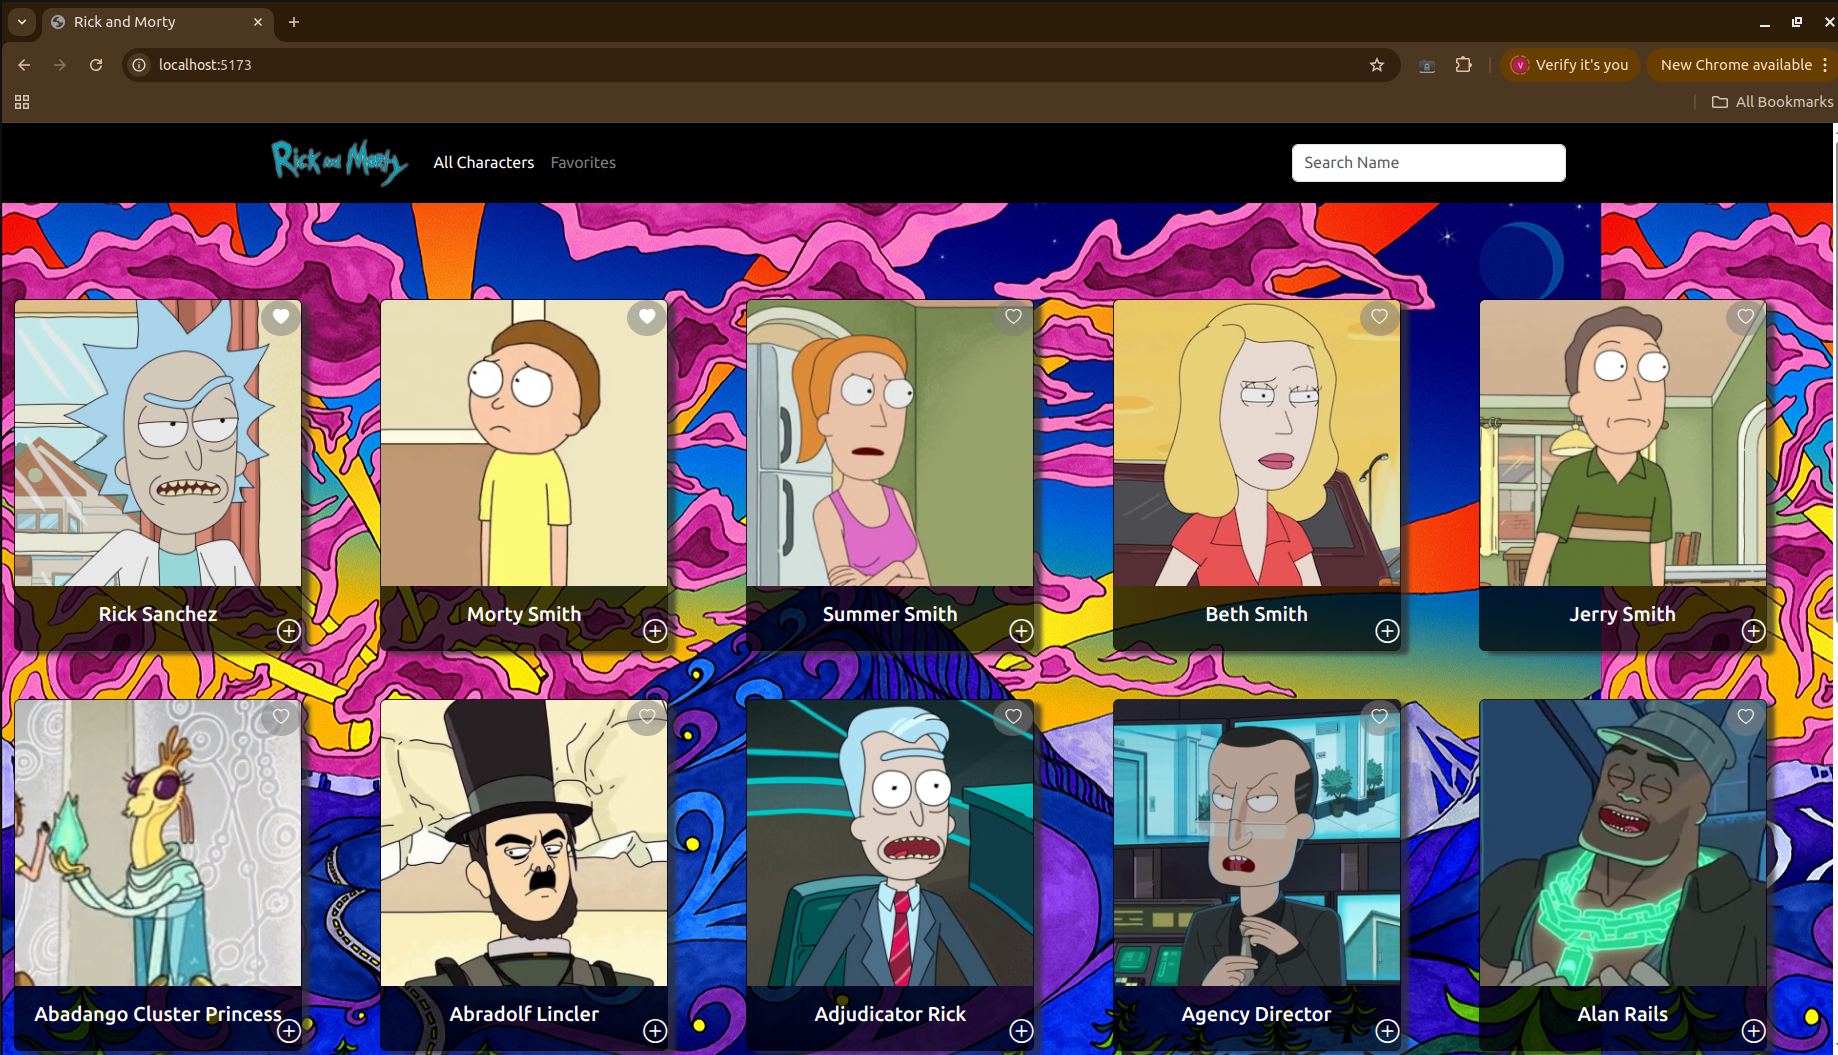 Rick and Morty
localhost:5173
V Verify it's you
New Chrome available
All Bookmarks
Rick and Morty
All Characters
Favorites
Search Name
Rick Sanchez
Morty Smith
Summer Smith
Beth Smith
Jerry Smith
Abadango Cluster Princess
Abradolf Lincler
Adjudicator Rick
Agency Director
Alan Rails